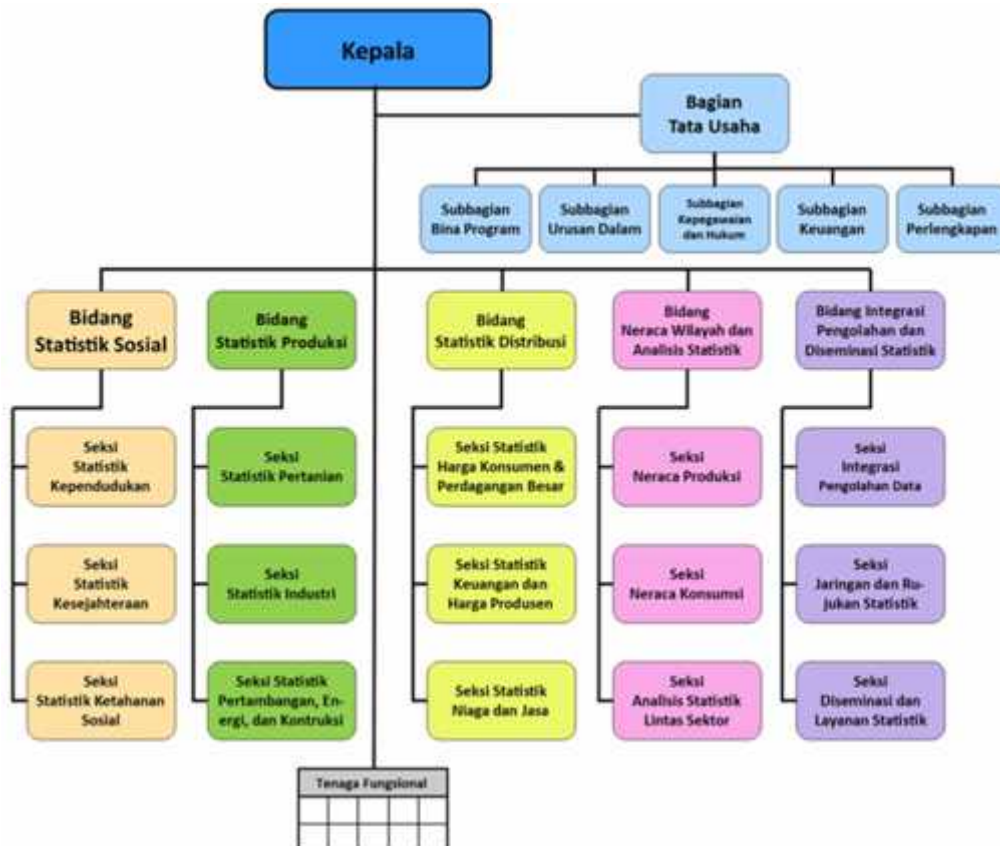 Kepala
Bagian
Tata Usaha
Subbagian
Bina Program
Subbagian
Urusan Dalam
Subbagian
Kepegawaian
dan Hukum
Subbagian
Keuangan
Subbagian
Perlengkapan
Bidang
Statistik Sosial
Bidang
Statistik Produksi
Bidang
Statistik Distribusi
Bidang
Neraca Wilayah dan
Analisis Statistik
Bidang Integrasi
Pengolahan dan
Diseminasi Statistik
Seksi
Statistik
Kependudukan
Seksi
Statistik Pertanian
Seksi Statistik
Harga Konsumen &
Perdagangan Besar
Seksi
Neraca Produksi
Seksi
Integrasi
Pengolahan Data
Seksi
Statistik
Kesejahteraan
Seksi
Statistik Industri
Seksi Statistik
Keuangan dan
Harga Produsen
Seksi
Neraca Konsumsi
Seksi
Jaringan dan Ru-
jukan Statistik
Seksi
Statistik Ketahanan
Sosial
Seksi Statistik
Pertambangan, En-
ergi, dan Kontruksi
Seksi Statistik
Niaga dan Jasa
Seksi
Analisis Statistik
Lintas Sektor
Seksi
Diseminasi dan
Layanan Statistik
Tenaga Fungsional